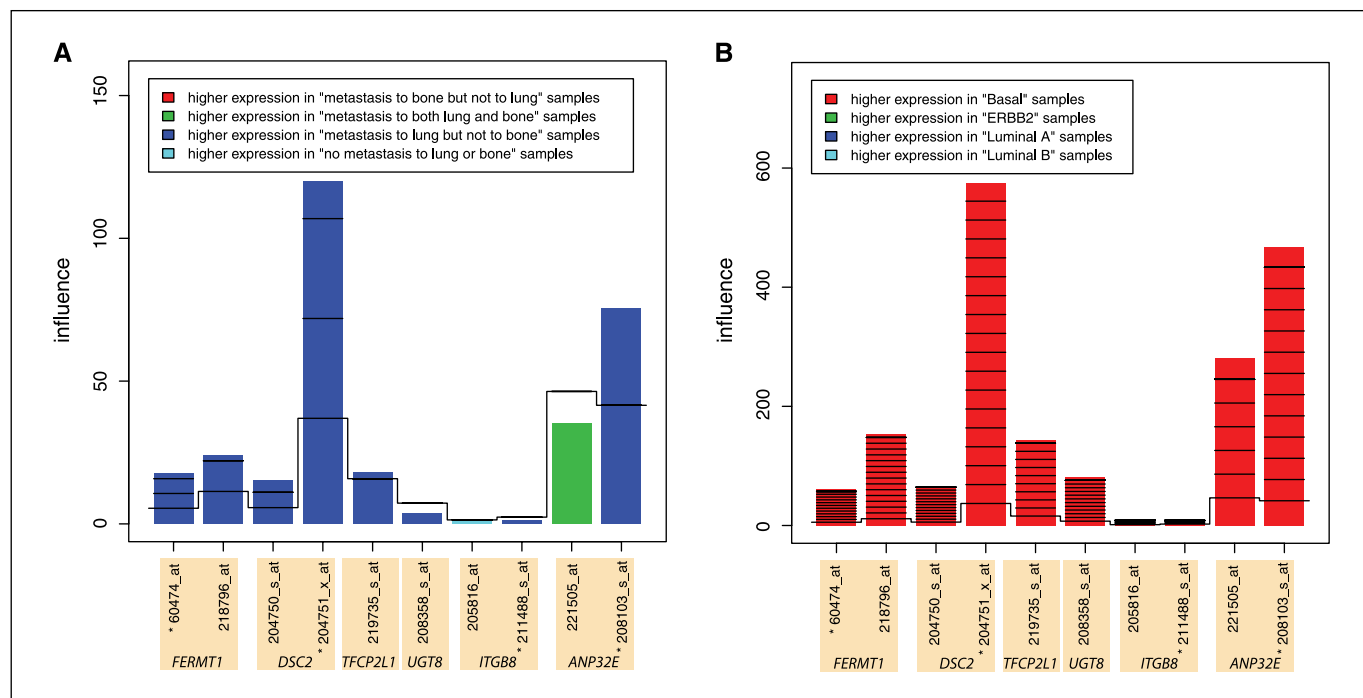 A
higher expression in "metastasis to bone but not to lung" samples
higher expression in "metastasis to both lung and bone" samples
higher expression in "metastasis to lung but not to bone" samples
higher expression in "no metastasis to lung or bone" samples
influence
150
100
50
0
* 60474_at
218796_at
204750_s_at
* 204751_x_at
219735_s_at
208358_s_at
205816_at
* 211488_s_at
221505_at
* 208103_s_at
FERMT1
DSC2
TFCP2L1
UGT8
ITGB8
ANP32E
B
higher expression in "Basal" samples
higher expression in "ERBB2" samples
higher expression in "Luminal A" samples
higher expression in "Luminal B" samples
influence
600
400
200
0
* 60474_at
218796_at
204750_s_at
* 204751_x_at
219735_s_at
208358_s_at
205816_at
* 211488_s_at
221505_at
* 208103_s_at
FERMT1
DSC2
TFCP2L1
UGT8
ITGB8
ANP32E